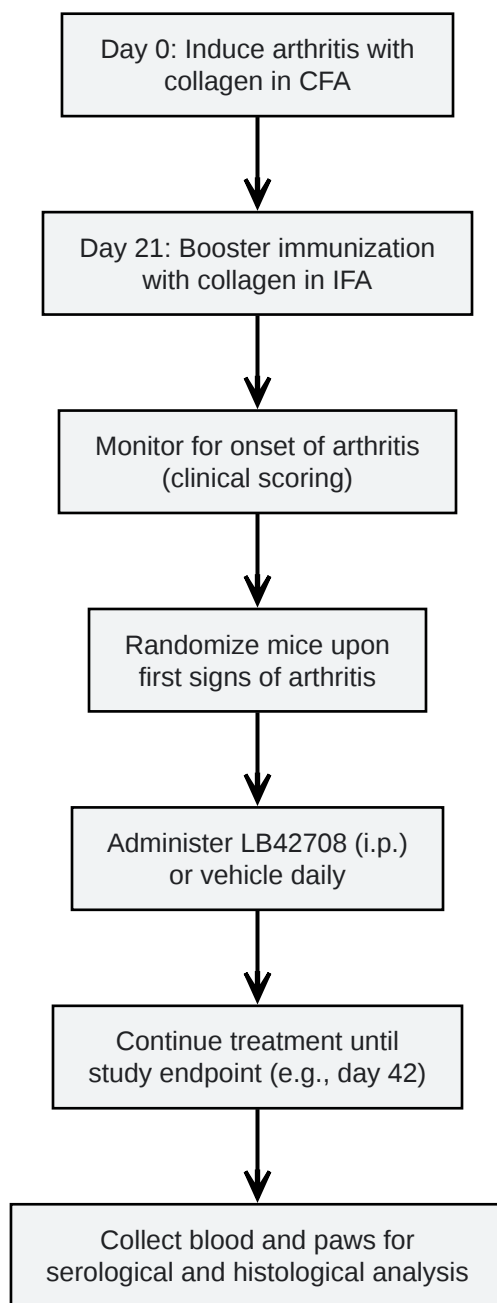 Day 0: Induce arthritis with
collagen in CFA
Day 21: Booster immunization
with collagen in IFA
Monitor for onset of arthritis
(clinical scoring)
Randomize mice upon
first signs of arthritis
Administer LB42708 (i.p.)
or vehicle daily
Continue treatment until
study endpoint (e.g., day 42)
Collect blood and paws for
serological and histological analysis